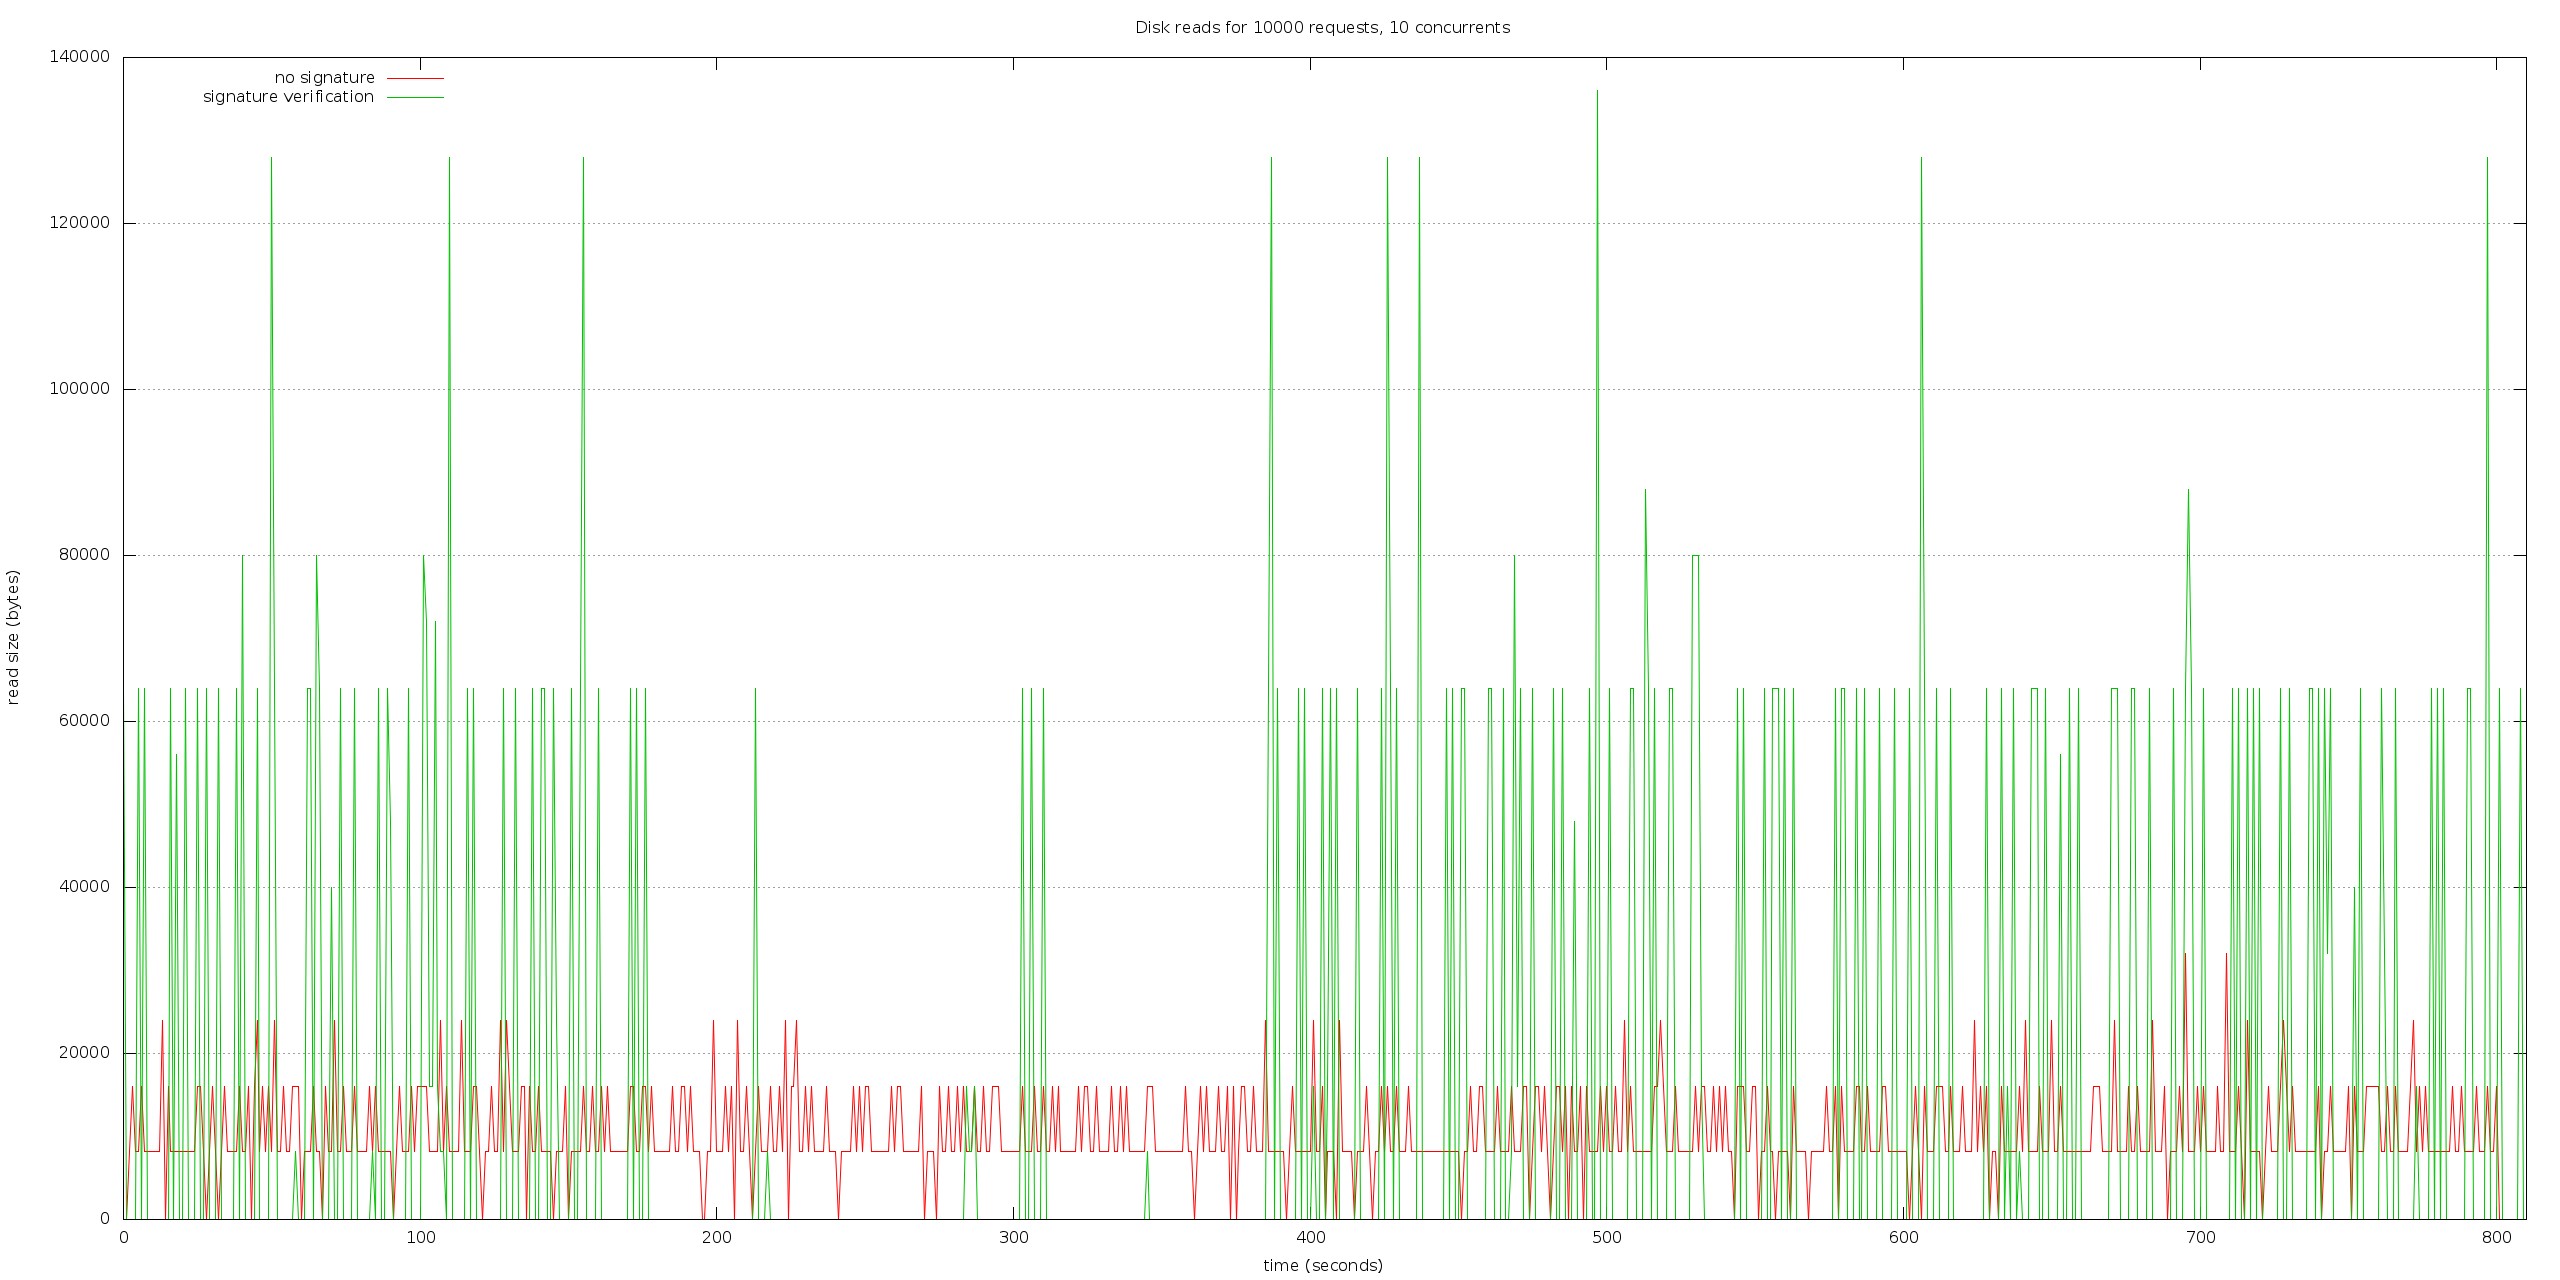 Disk reads for 10000 requests, 10 concurrents
140000
no signature
signature verification
120000
100000
80000
read size (bytes)
60000
40000
20000
0
0 100 200 300 400 500 600 700 800
time (seconds)